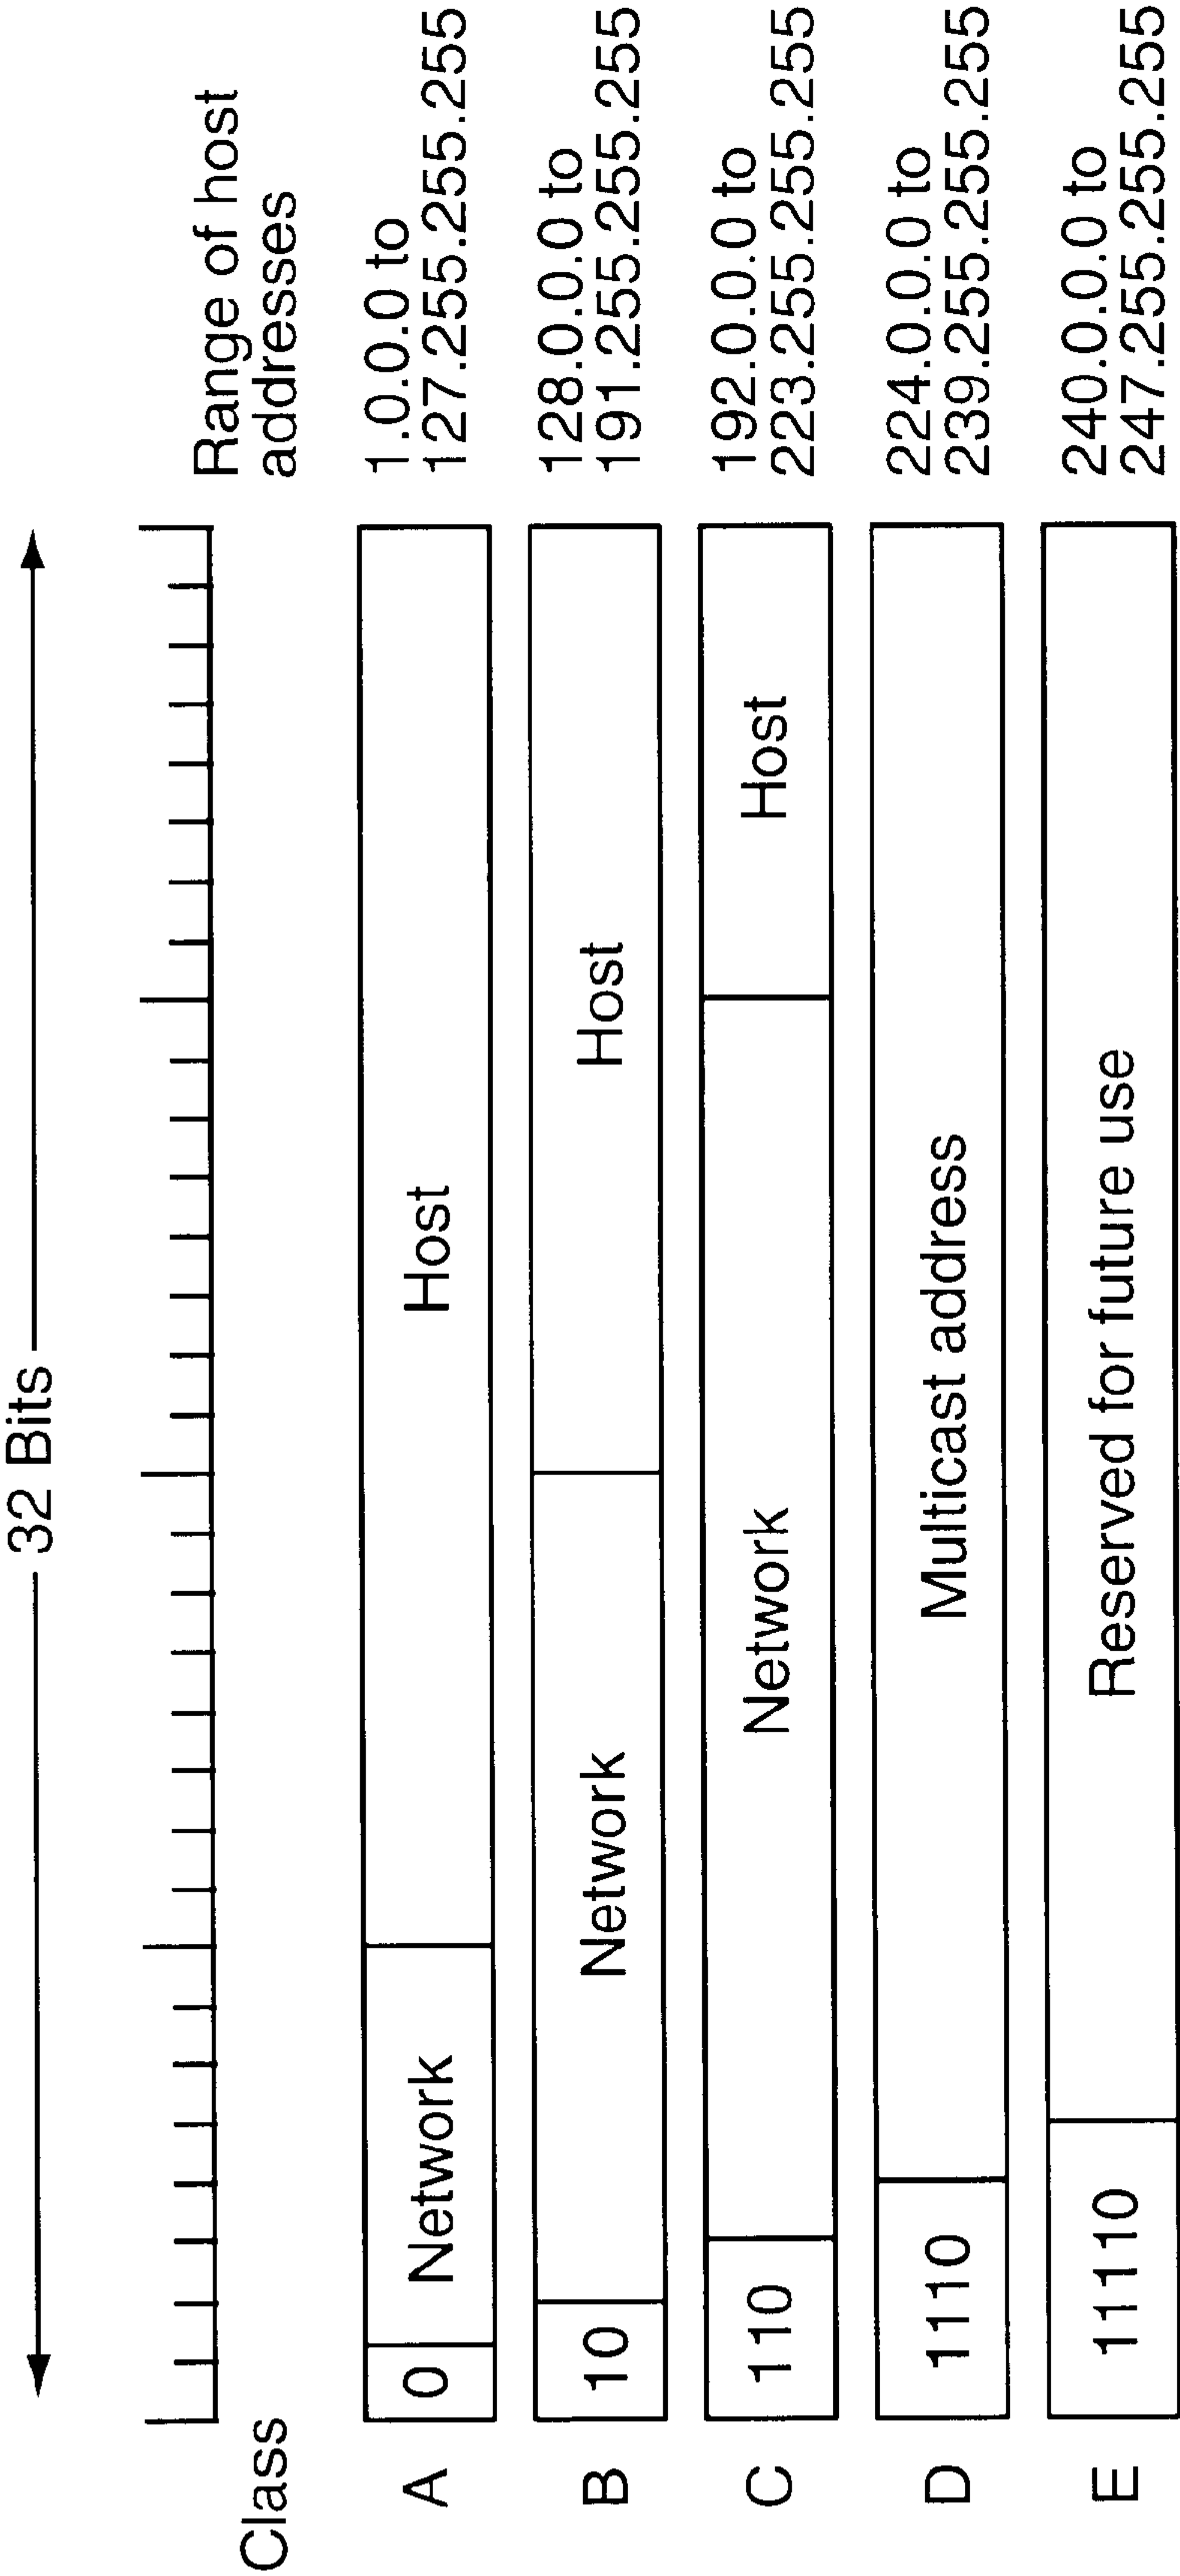 32 Bits
Class
Range of host
addresses
A
0
Network
Host
1.0.0.0 to
127.255.255.255
B
10
Network
Host
128.0.0.0 to
191.255.255.255
C
110
Network
Host
192.0.0.0 to
223.255.255.255
D
1110
Multicast address
224.0.0.0 to
239.255.255.255
E
11110
Reserved for future use
240.0.0.0 to
247.255.255.255